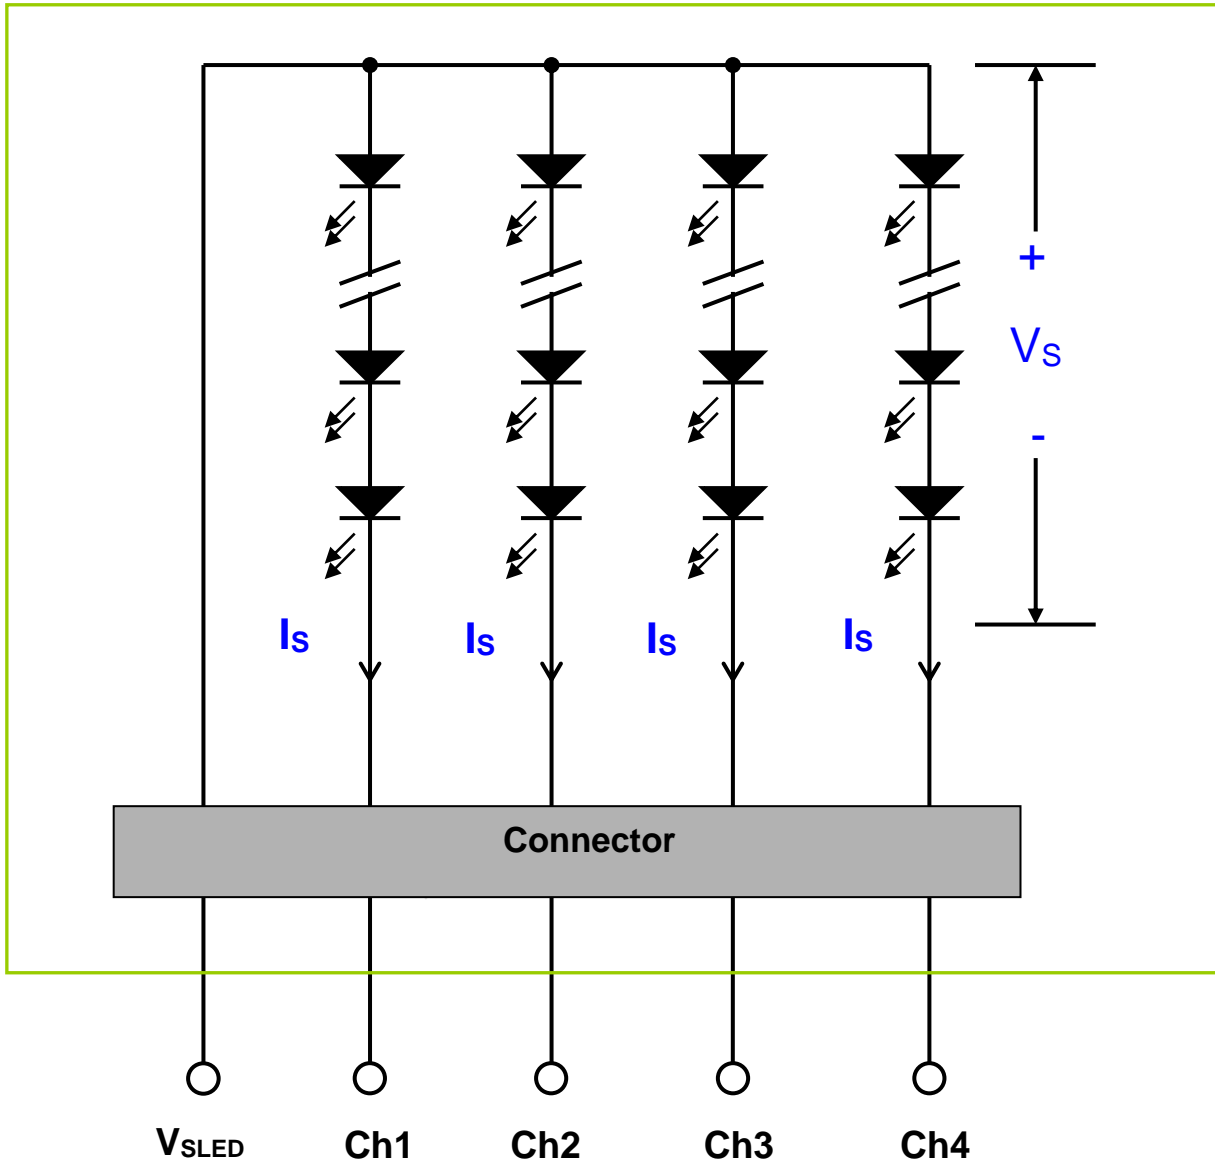 +
VS
-
IS IS IS IS
Connector
VSLED Ch1 Ch2 Ch3 Ch4